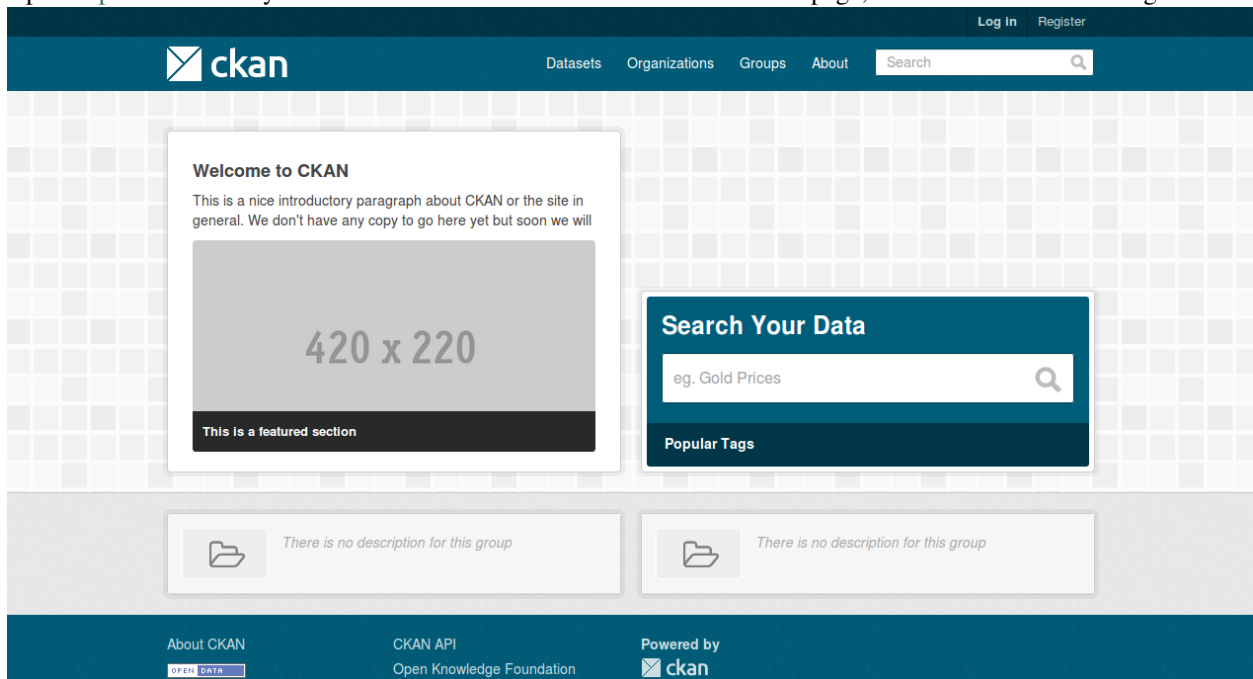 Log in Register
ckan
Datasets Organizations Groups About Search
Welcome to CKAN
This is a nice introductory paragraph about CKAN or the site in
general. We don't have any copy to go here yet but soon we will
420 x 220
This is a featured section
Search Your Data
eg. Gold Prices
Popular Tags
There is no description for this group
There is no description for this group
About CKAN
OPEN DATA
CKAN API
Open Knowledge Foundation
Powered by
ckan